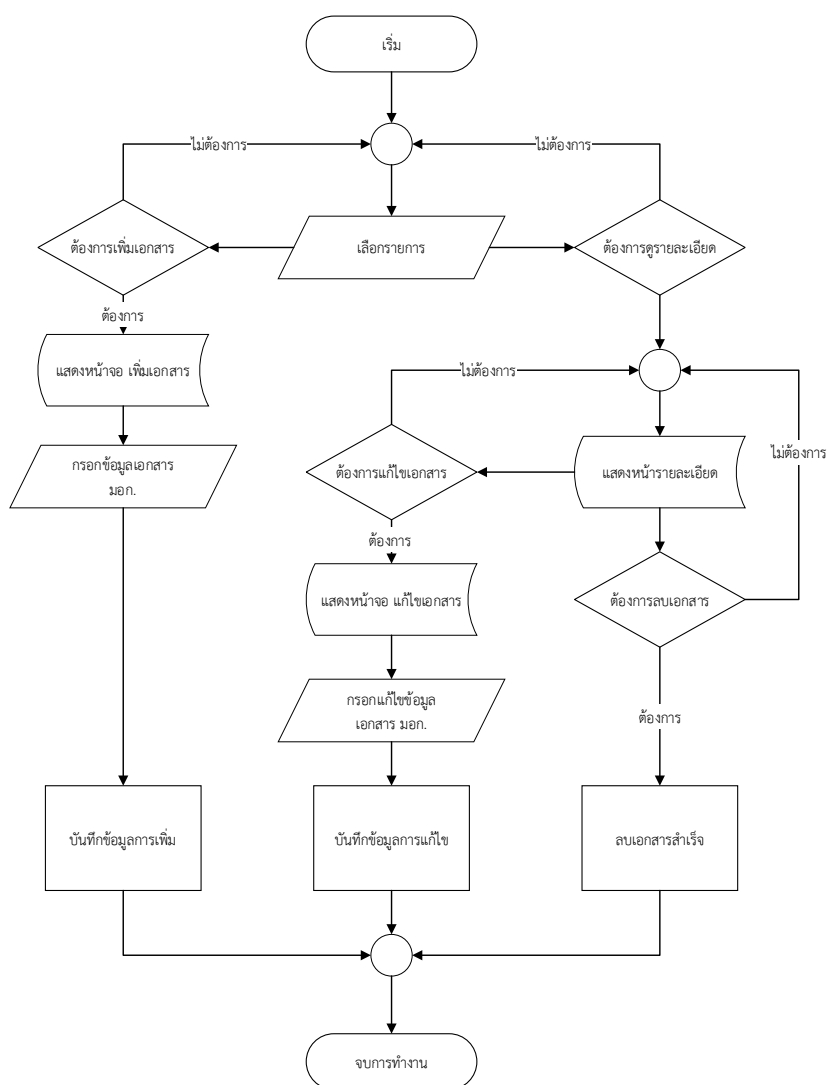 เริ่ม
ไม่ต้องการ
ไม่ต้องการ
ต้องการเพิ่มเอกสาร
เลือกรายการ
ต้องการดูรายละเอียด
ต้องการ
แสดงหน้าจอ เพิ่มเอกสาร
ไม่ต้องการ
ไม่ต้องการ
กรอกข้อมูลเอกสาร
มอก.
ต้องการแก้ไขเอกสาร
แสดงหน้ารายละเอียด
ต้องการ
แสดงหน้าจอ แก้ไขเอกสาร
ต้องการลบเอกสาร
กรอกแก้ไขข้อมูล
เอกสาร มอก.
ต้องการ
บันทึกข้อมูลการเพิ่ม
บันทึกข้อมูลการแก้ไข
ลบเอกสารสำเร็จ
จบการทำงาน